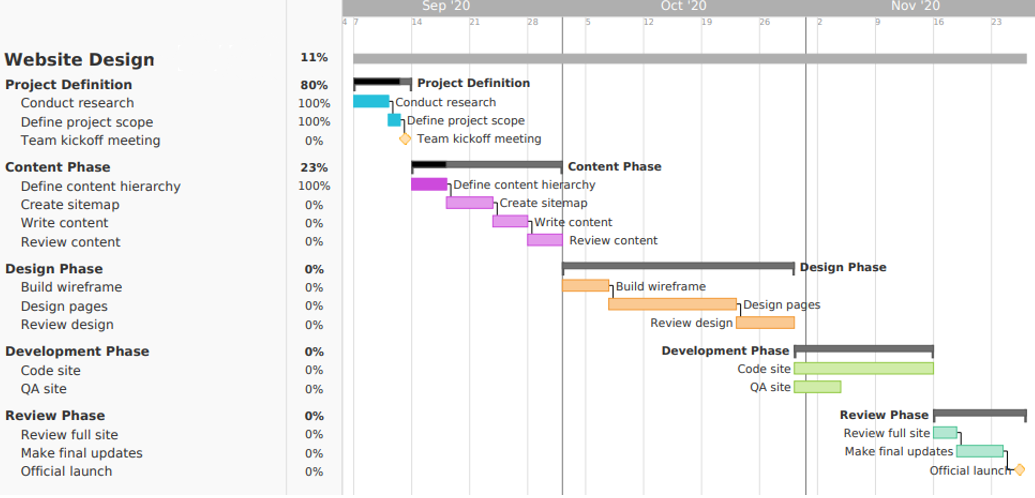 Sep '20 Oct '20 Nov '20
4 7 14 21 28 5 12 19 26 2 9 16 23
Website Design 11%
Project Definition 80% Project Definition
Conduct research 100% Conduct research
Define project scope 100% Define project scope
Team kickoff meeting 0% Team kickoff meeting
Content Phase 23% Content Phase
Define content hierarchy 100% Define content hierarchy
Create sitemap 0% Create sitemap
Write content 0% Write content
Review content 0% Review content
Design Phase 0% Design Phase
Build wireframe 0% Build wireframe
Design pages 0% Design pages
Review design 0% Review design
Development Phase 0% Development Phase
Code site 0% Code site
QA site 0% QA site
Review Phase 0% Review Phase
Review full site 0% Review full site
Make final updates 0% Make final updates
Official launch 0% Official launch